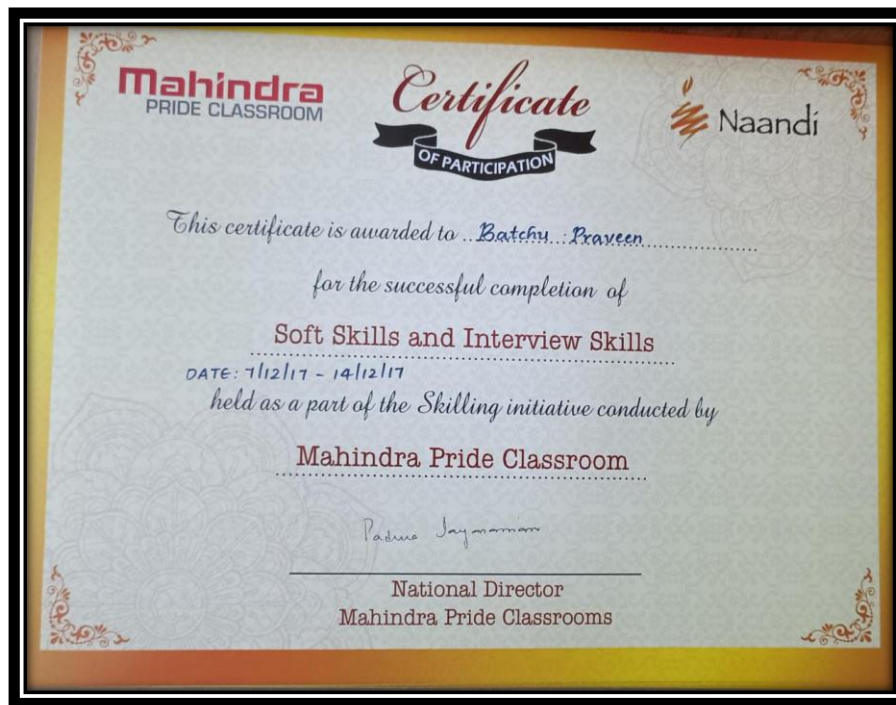 Mahindra
PRIDE CLASSROOM
Certificate
OF PARTICIPATION
Naandi
This certificate is awarded to Batchu Praveen
for the successful completion of
Soft Skills and Interview Skills
DATE: 7/12/17 - 14/12/17
held as a part of the Skilling initiative conducted by
Mahindra Pride Classroom
National Director
Mahindra Pride Classrooms